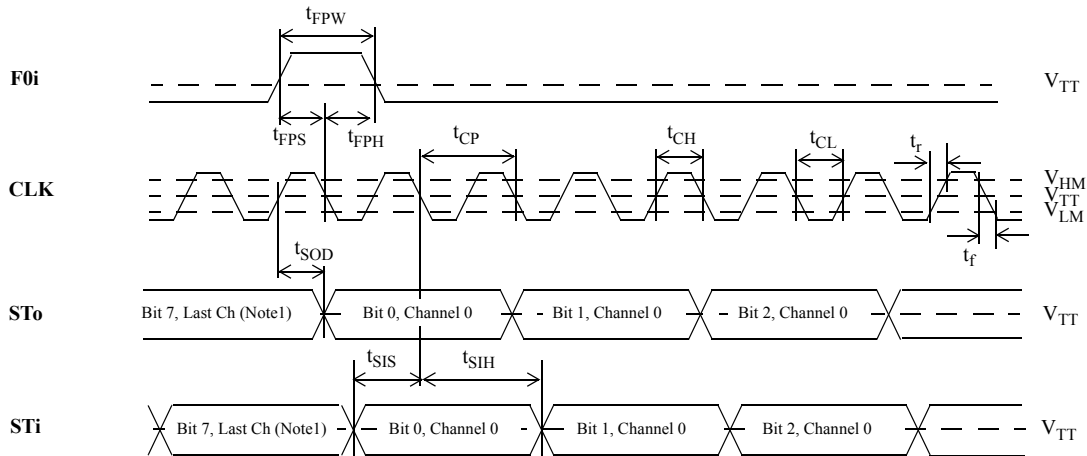 tFPW
F0i
VTT
tFPS
tFPH
tCP
tCH
tCL
tr
CLK
VHM
VTT
VLM
tSOD
tf
STo
Bit 7, Last Ch (Note1)
Bit 0, Channel 0
Bit 1, Channel 0
Bit 2, Channel 0
VTT
tSIS
tSIH
STi
Bit 7, Last Ch (Note1)
Bit 0, Channel 0
Bit 1, Channel 0
Bit 2, Channel 0
VTT